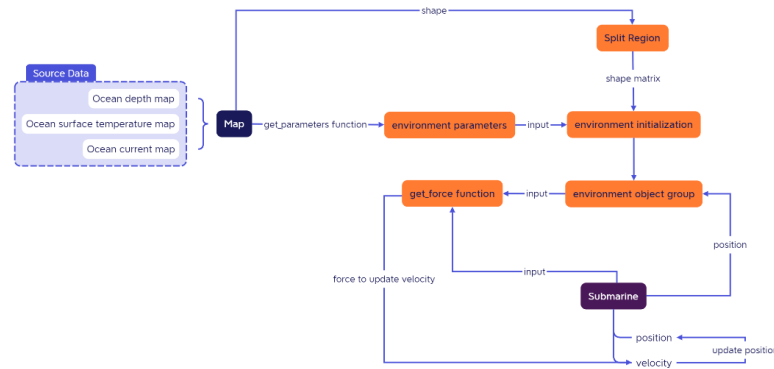 shape
Split Region
Source Data
shape matrix
Ocean depth map
Ocean surface temperature map
Ocean current map
Map
get_parameters function
environment parameters
input
environment initialization
get_force function
input
environment object group
position
force to update velocity
input
Submarine
position
update position
velocity